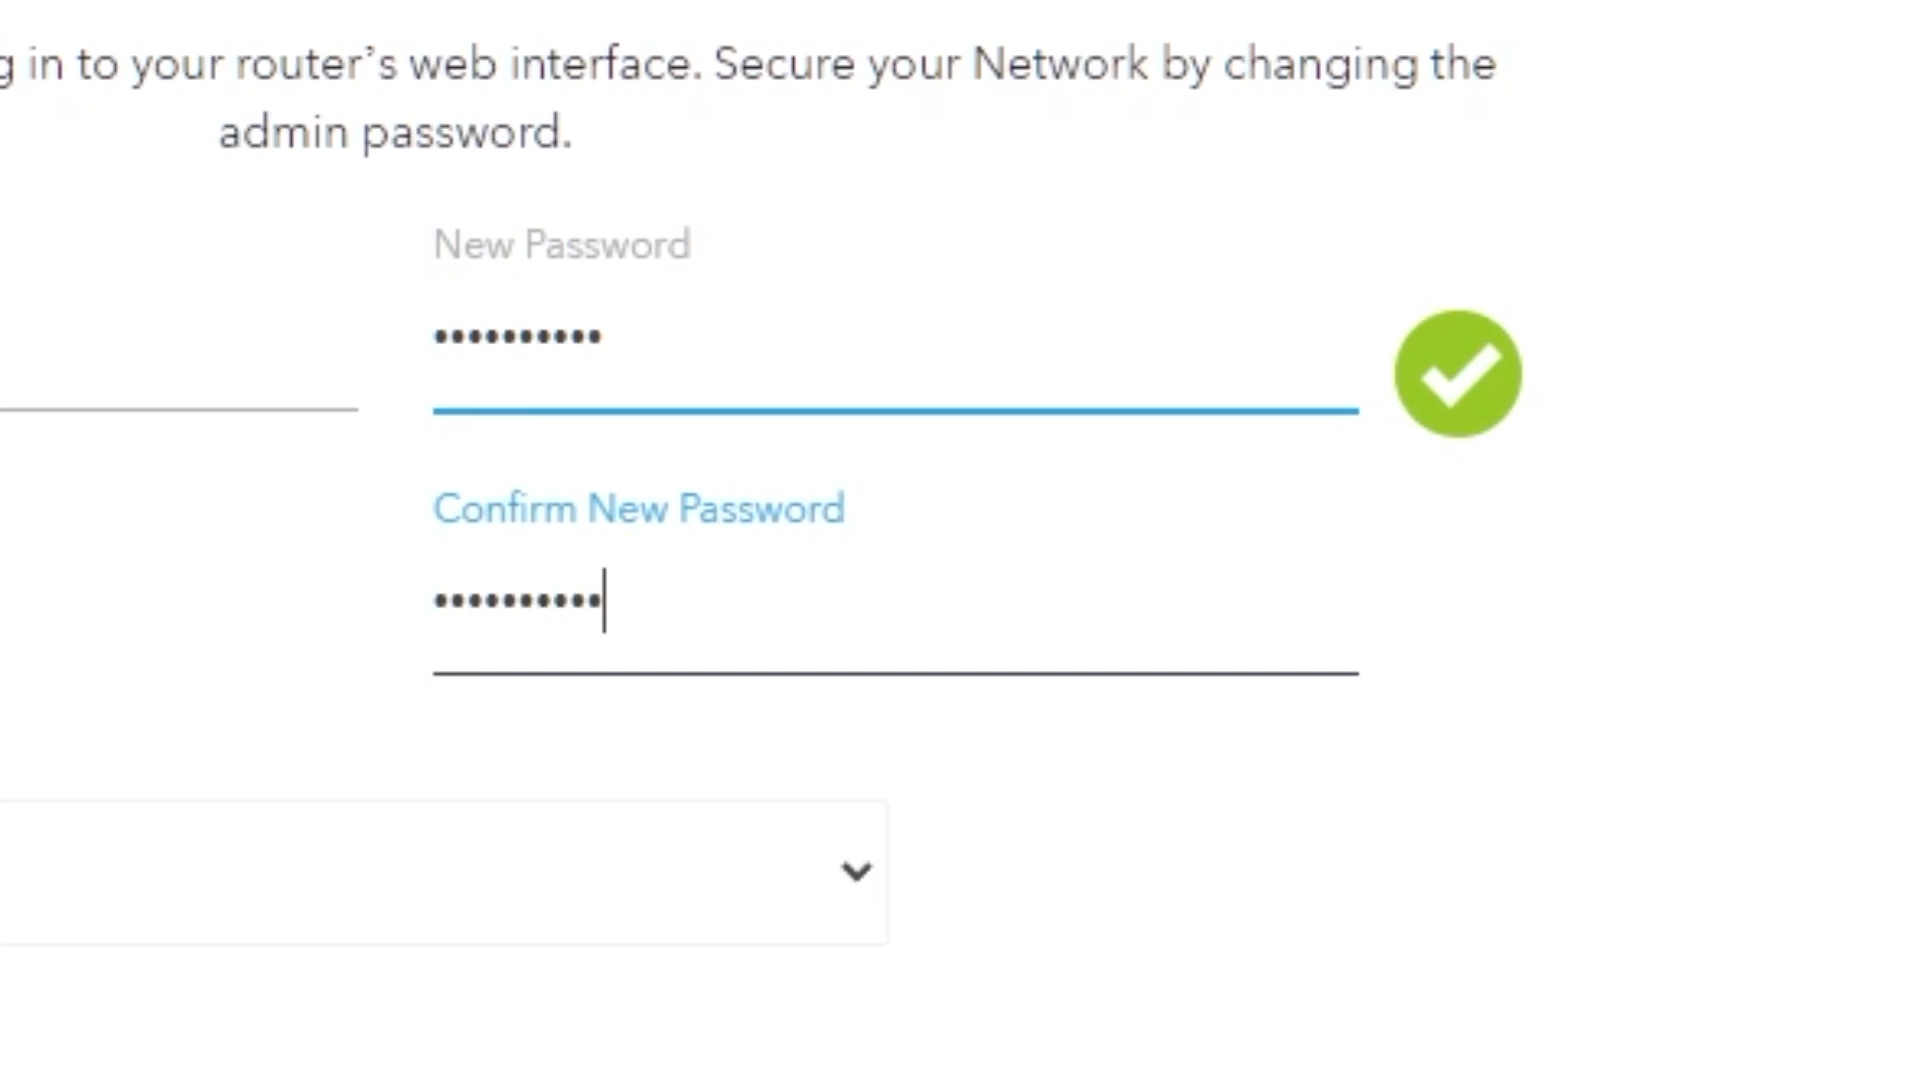 g in to your router's web interface. Secure your Network by changing the
admin password.
New Password
••••••••••
Confirm New Password
••••••••••